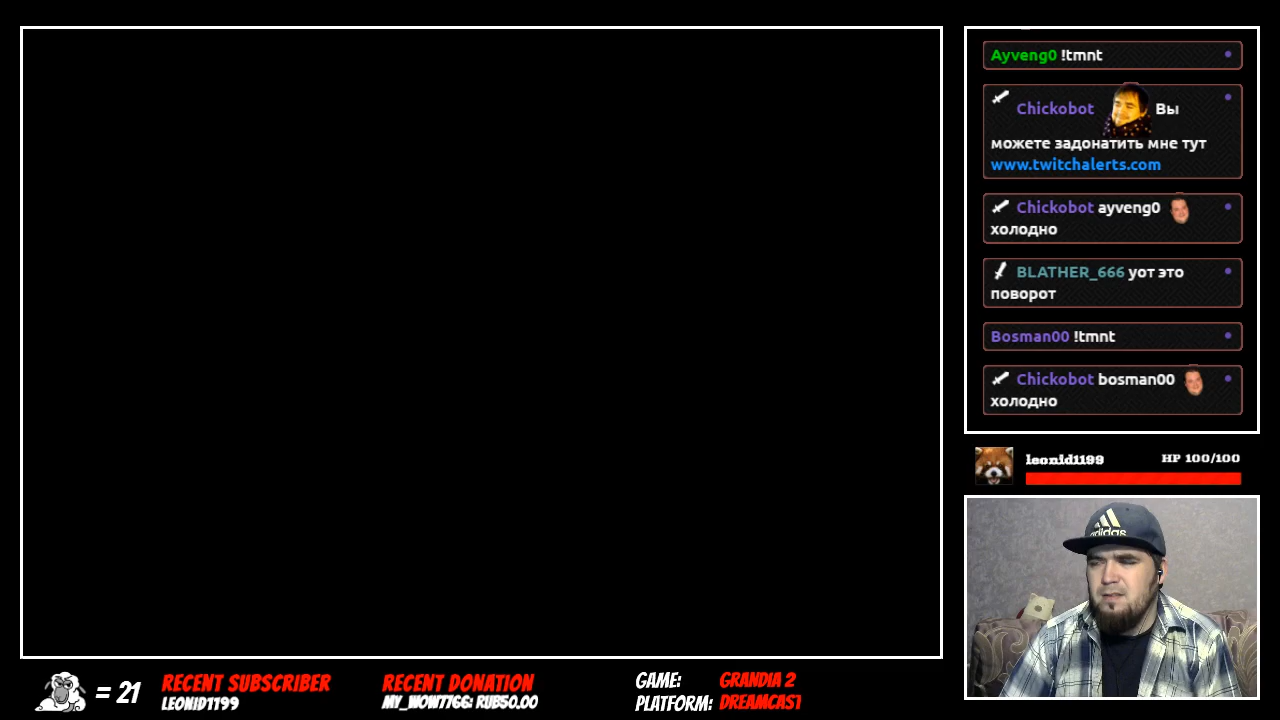 Ayveng0 !tmnt
Chickobot Вы
можете задонатить мне тут
www.twitchalerts.com
Chickobot ayveng0
холодно
BLATHER_666 уот это
поворот
Bosman00 !tmnt
Chickobot bosman00
холодно
leonid1199 HP 100/100
adidas
= 21
RECENT SUBSCRIBER
LEONID1199
RECENT DONATION
MY_WOW7766: RUB50.00
GAME: GRANDIA 2
PLATFORM: DREAMCAST